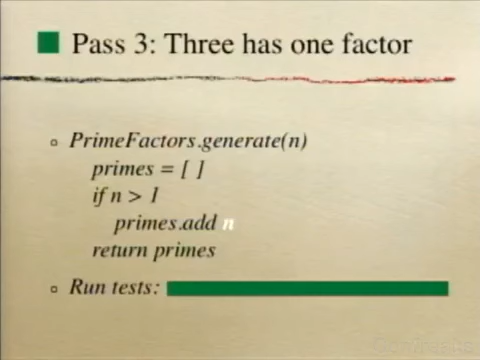 Pass 3: Three has one factor
PrimeFactors.generate(n)
primes = [ ]
if n > 1
primes.add n
return primes
Run tests: